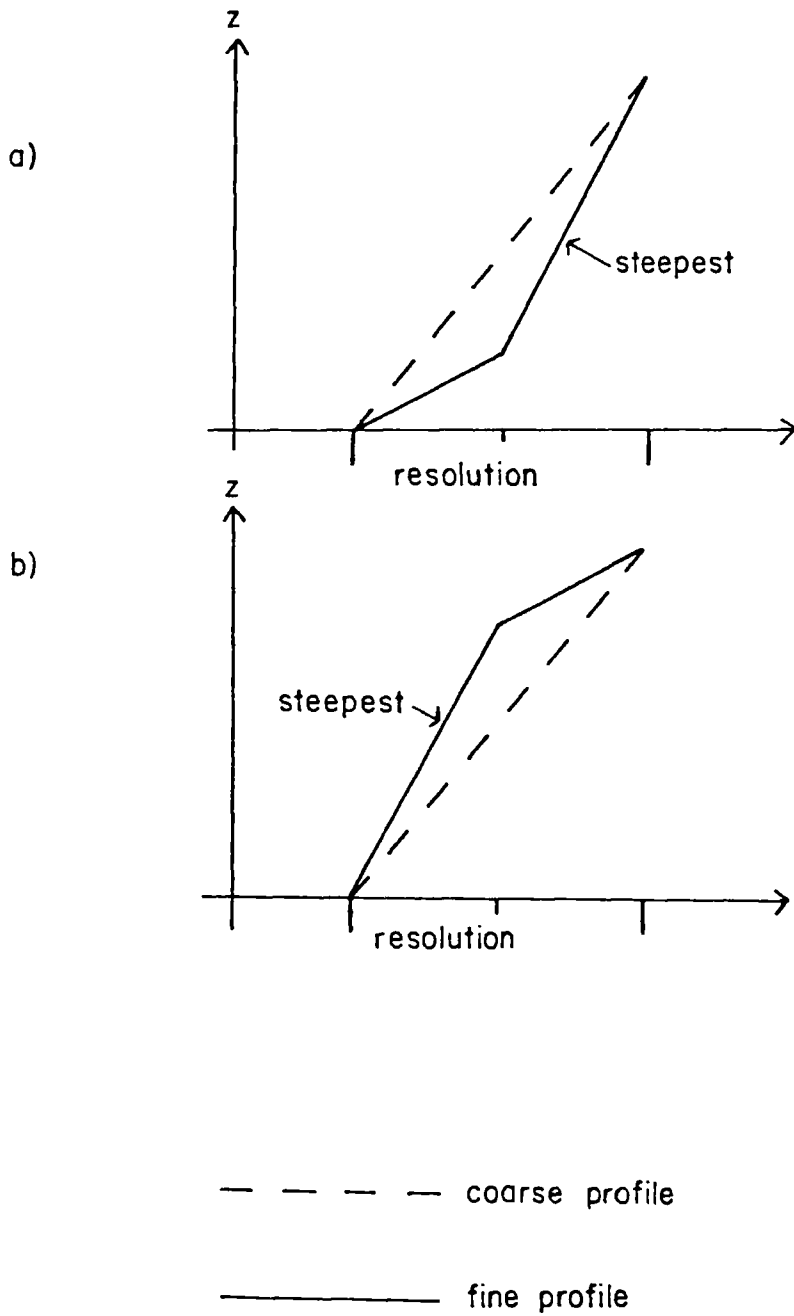 z
a)
steepest
resolution
z
b)
steepest
resolution
coarse profile
fine profile